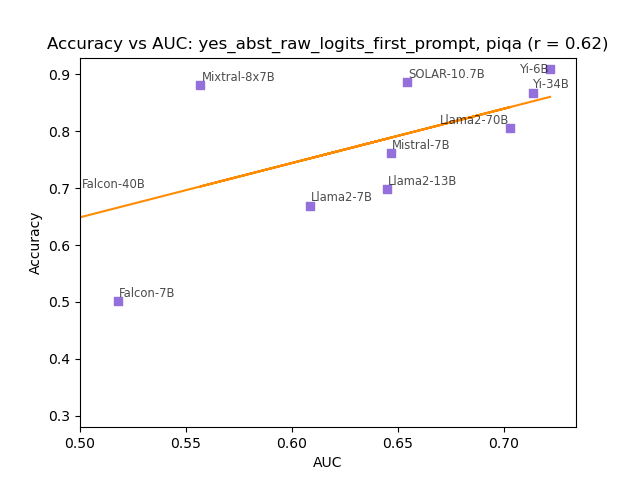 Accuracy vs AUC: yes_abst_raw_logits_first_prompt, piqa (r = 0.62)
0.9
0.8
0.7
0.6
0.5
0.4
0.3
Accuracy
Yi-6B
Mixtral-8x7B
SOLAR-10.7B
Yi-34B
Llama2-70B
Mistral-7B
Falcon-40B
Llama2-13B
Llama2-7B
Falcon-7B
0.50
0.55
0.60
0.65
0.70
AUC